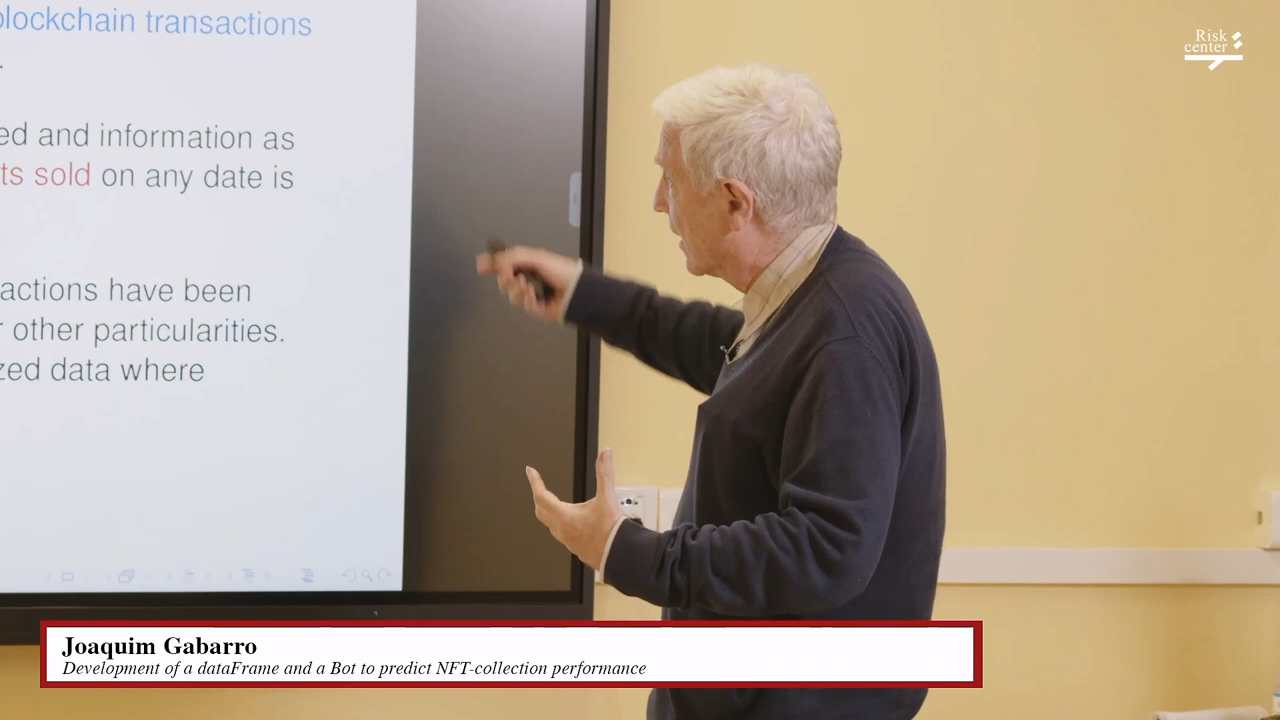 blockchain transactions
ed and information as
ts sold on any date is
actions have been
r other particularities.
zed data where
Risk
center
Joaquim Gabarro
Development of a dataFrame and a Bot to predict NFT-collection performance